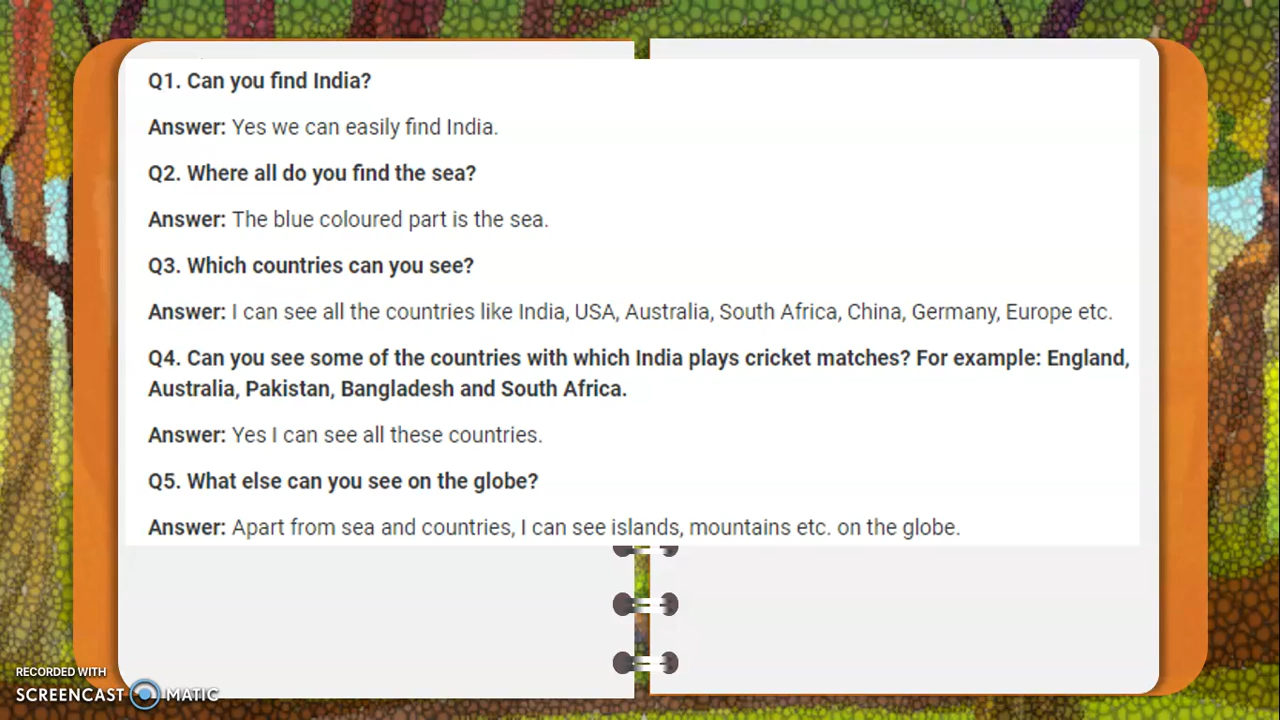 Q1. Can you find India?
Answer: Yes we can easily find India.
Q2. Where all do you find the sea?
Answer: The blue coloured part is the sea.
Q3. Which countries can you see?
Answer: I can see all the countries like India, USA, Australia, South Africa, China, Germany, Europe etc.
Q4. Can you see some of the countries with which India plays cricket matches? For example: England,
Australia, Pakistan, Bangladesh and South Africa.
Answer: Yes I can see all these countries.
Q5. What else can you see on the globe?
Answer: Apart from sea and countries, I can see islands, mountains etc. on the globe.
RECORDED WITH
SCREENCAST MATIC